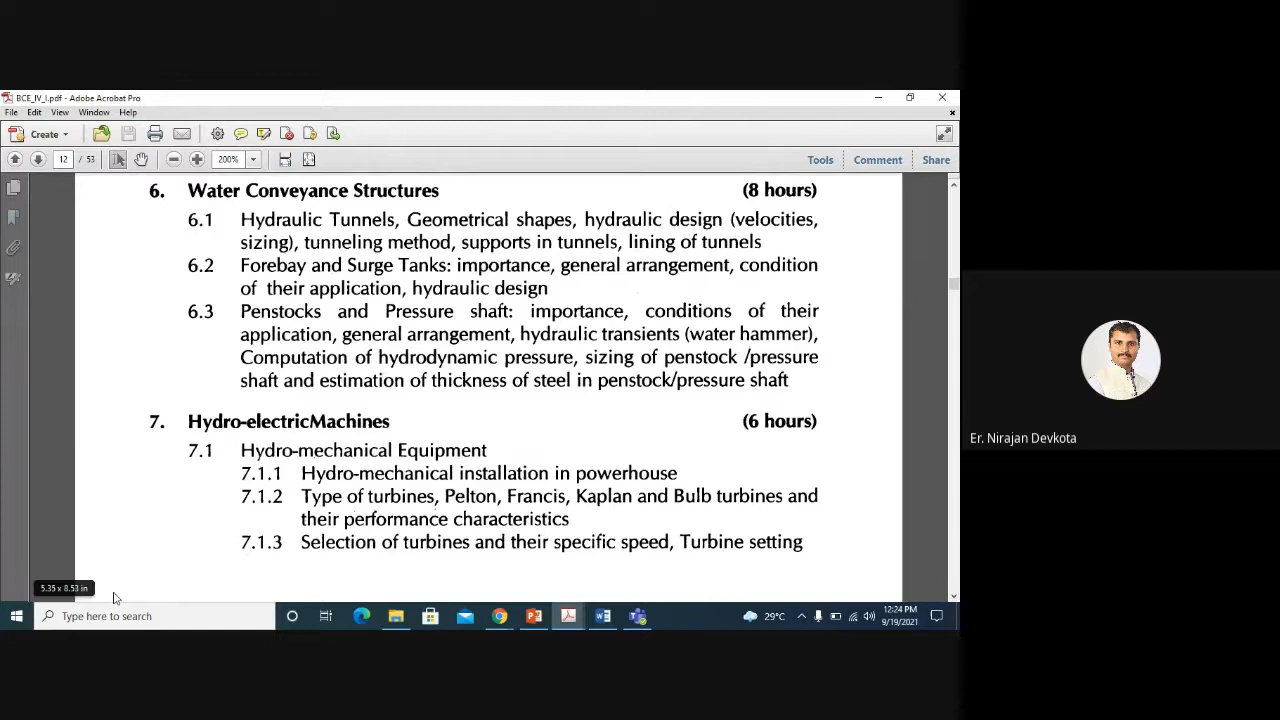 BCE_IV_I.pdf - Adobe Acrobat Pro
File Edit View Window Help
Create
12 / 53 200% Tools Comment Share
6. Water Conveyance Structures (8 hours)
6.1 Hydraulic Tunnels, Geometrical shapes, hydraulic design (velocities,
sizing), tunneling method, supports in tunnels, lining of tunnels
6.2 Forebay and Surge Tanks: importance, general arrangement, condition
of their application, hydraulic design
6.3 Penstocks and Pressure shaft: importance, conditions of their
application, general arrangement, hydraulic transients (water hammer),
Computation of hydrodynamic pressure, sizing of penstock /pressure
shaft and estimation of thickness of steel in penstock/pressure shaft
7. Hydro-electricMachines (6 hours)
7.1 Hydro-mechanical Equipment
7.1.1 Hydro-mechanical installation in powerhouse
7.1.2 Type of turbines, Pelton, Francis, Kaplan and Bulb turbines and
their performance characteristics
7.1.3 Selection of turbines and their specific speed, Turbine setting
5.35 x 8.53 in
Type here to search
29°C
12:24 PM
9/19/2021
Er. Nirajan Devkota